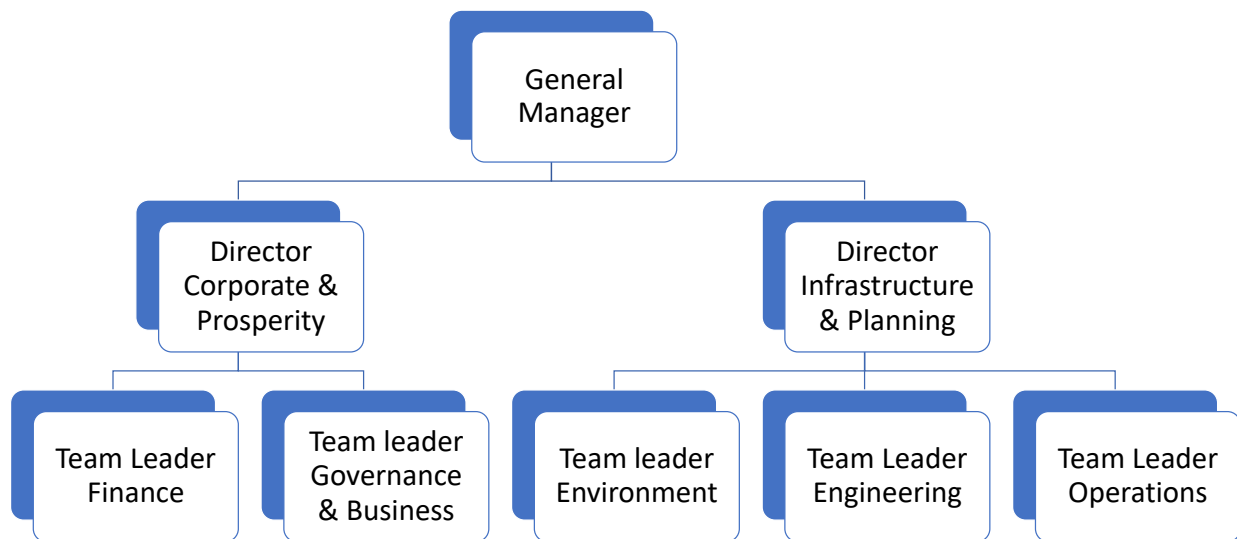 General
Manager
Director
Corporate &
Prosperity
Director
Infrastructure
& Planning
Team Leader
Finance
Team leader
Governance
& Business
Team leader
Environment
Team Leader
Engineering
Team Leader
Operations